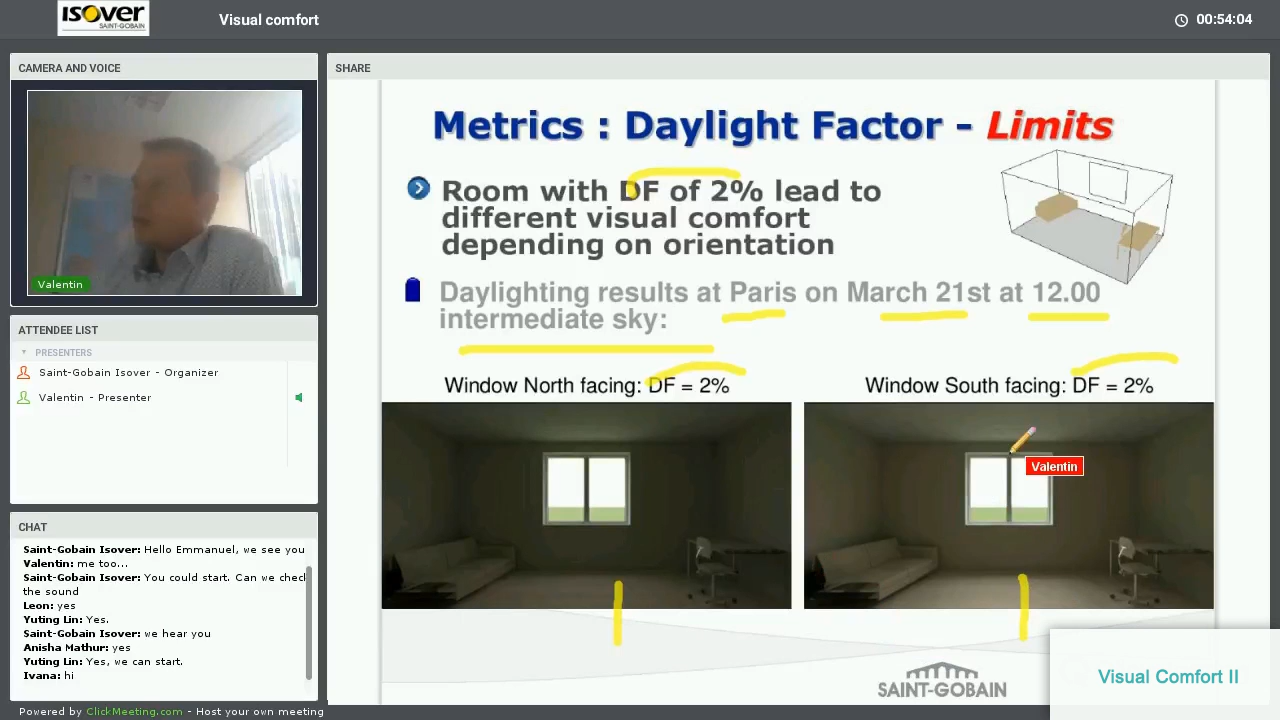 isover
SAINT-GOBAIN
Visual comfort
00:54:04
CAMERA AND VOICE
SHARE
Valentin
ATTENDEE LIST
PRESENTERS
Saint-Gobain Isover - Organizer
Valentin - Presenter
CHAT
Saint-Gobain Isover: Hello Emmanuel, we see you
Valentin: me too...
Saint-Gobain Isover: You could start. Can we check
the sound
Leon: yes
Yuting Lin: Yes.
Saint-Gobain Isover: we hear you
Anisha Mathur: yes
Yuting Lin: Yes, we can start.
Ivana: hi
Powered by ClickMeeting.com - Host your own meeting
Metrics : Daylight Factor - Limits
Room with DF of 2% lead to
different visual comfort
depending on orientation
Daylighting results at Paris on March 21st at 12.00
intermediate sky:
Window North facing: DF = 2%
Window South facing: DF = 2%
Valentin
SAINT-GOBAIN
Visual Comfort II